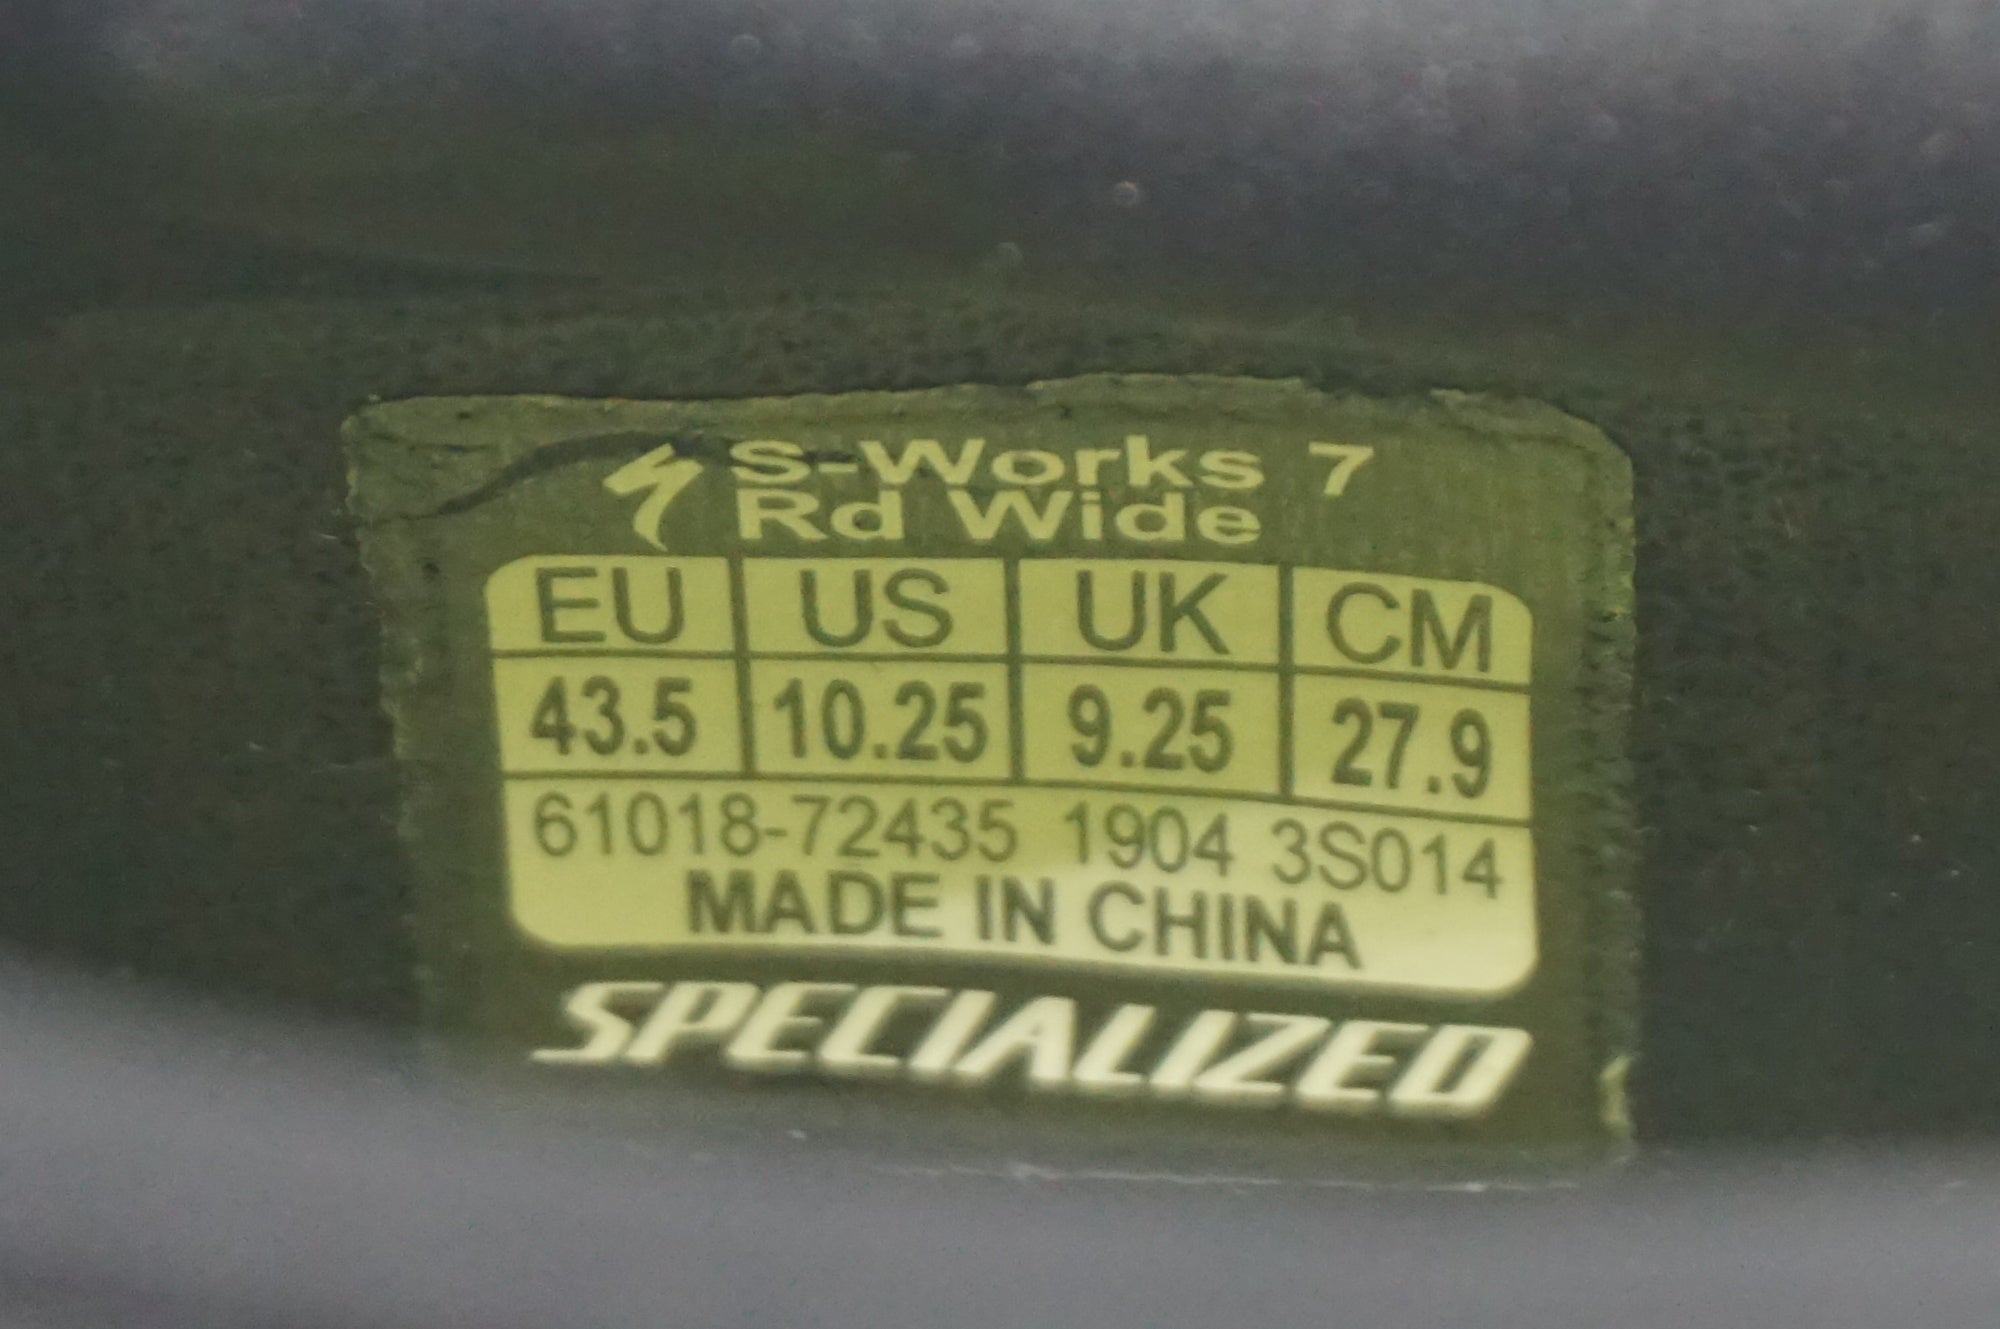 S-Works 7
Rd Wide
EU US UK CM
43.5 10.25 9.25 27.9
61018-72435 1904 3S014
MADE IN CHINA
SPECIALIZED